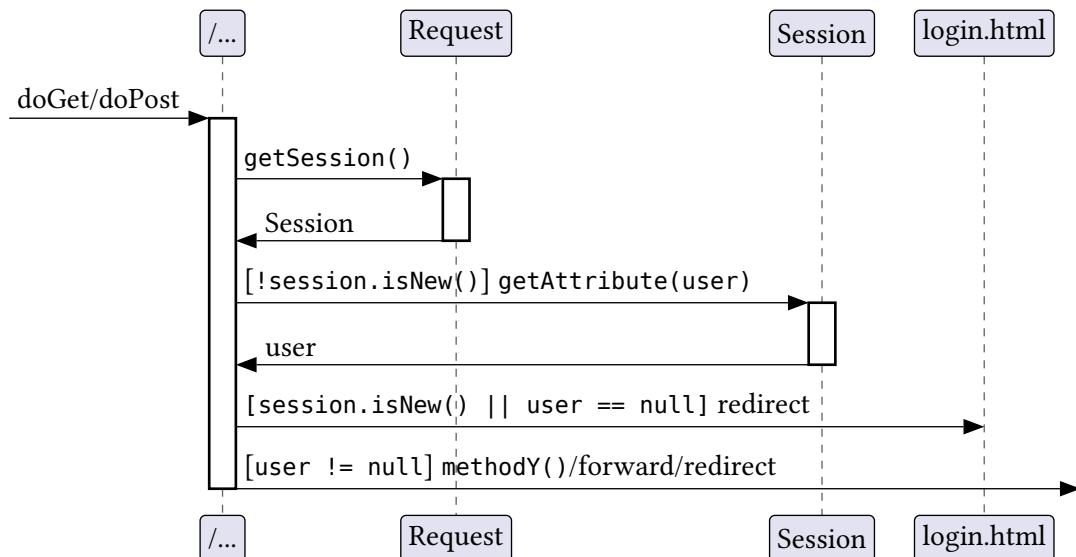 /... Request Session login.html
doGet/doPost
getSession()
Session
[!session.isNew()] getAttribute(user)
user
[session.isNew() || user == null] redirect
[user != null] methodY()/forward/redirect
/... Request Session login.html